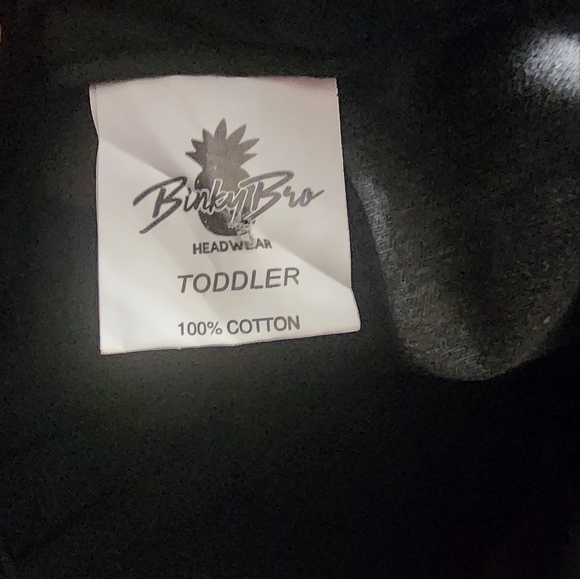 BinkyBro
HEADWEAR
TODDLER
100% COTTON